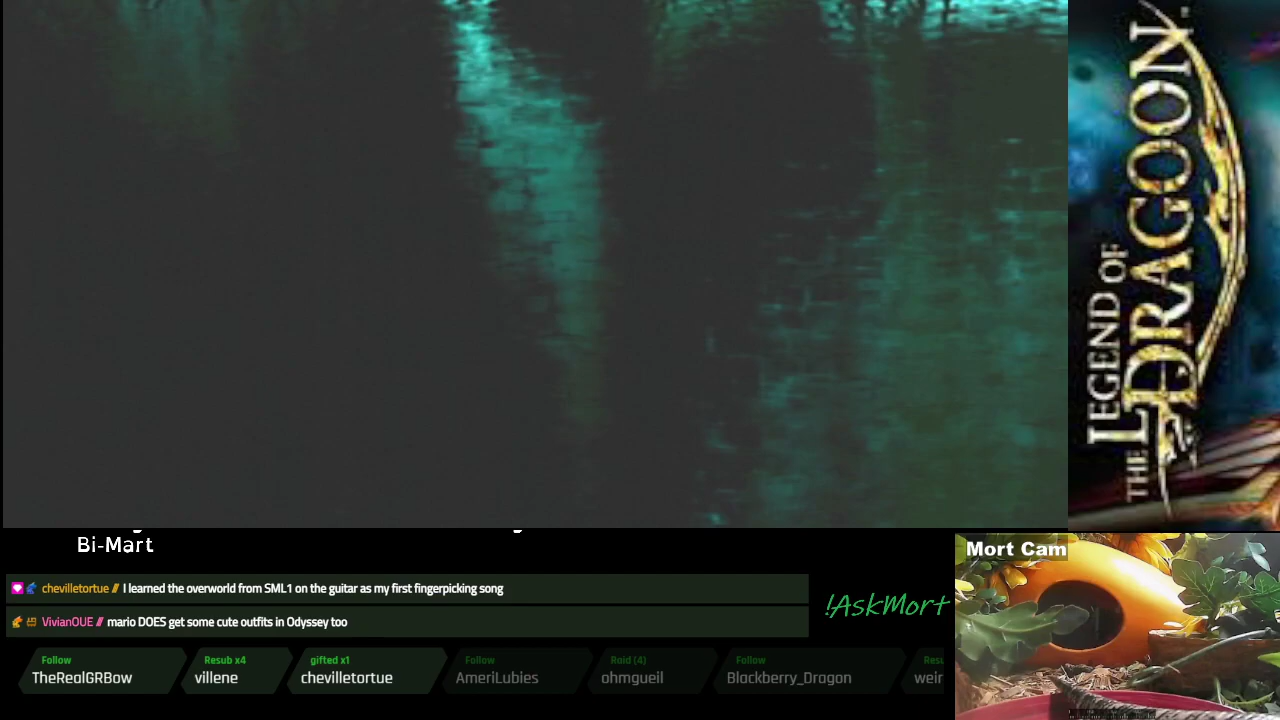 THE LEGEND OF
DRAGOON
Bi-Mart
Mort Cam
chevilletortue // I learned the overworld from SML1 on the guitar as my first fingerpicking song
VivianOUE // mario DOES get some cute outfits in Odyssey too
!AskMort
Follow
TheRealGRBow
Resub x4
villene
gifted x1
chevilletortue
Follow
AmeriLubies
Raid (4)
ohmgueil
Follow
Blackberry_Dragon
Resu
weir